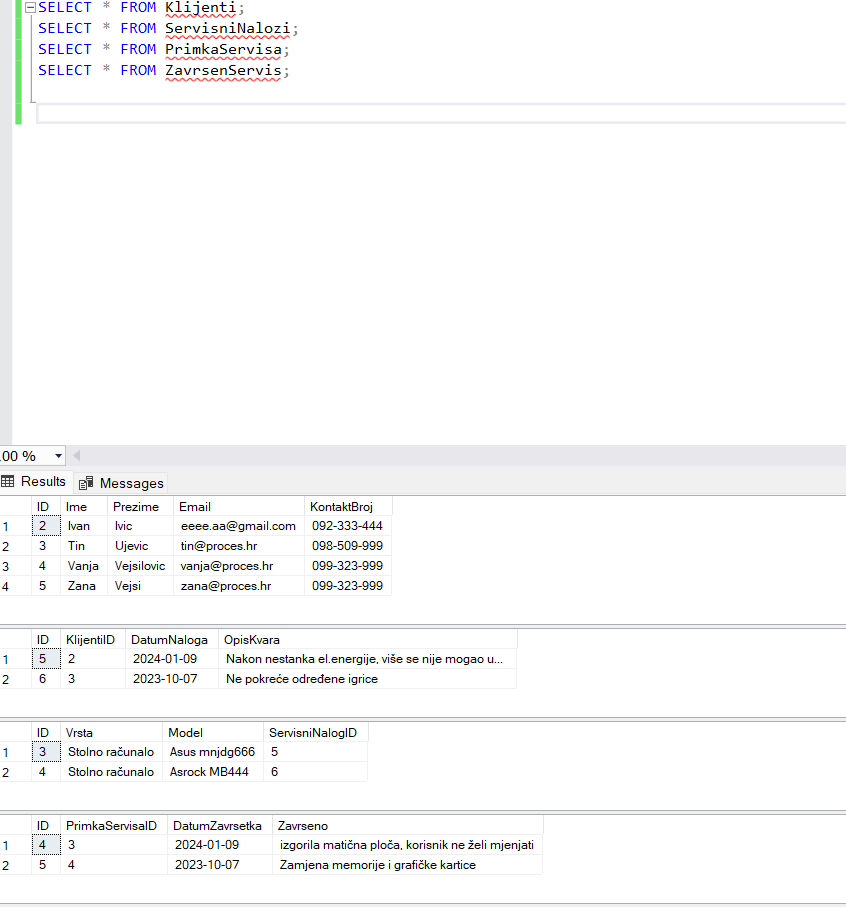 SELECT * FROM Klijenti;
SELECT * FROM ServisniNalozi;
SELECT * FROM PrimkaServisa;
SELECT * FROM ZavrsenServis;
.00 %
Results Messages
ID Ime Prezime Email KontaktBroj
1 2 Ivan Ivic eeee.aa@gmail.com 092-333-444
2 3 Tin Ujevic tin@proces.hr 098-509-999
3 4 Vanja Vejsilovic vanja@proces.hr 099-323-999
4 5 Zana Vejsi zana@proces.hr 099-323-999
ID KlijentiID DatumNaloga OpisKvara
1 5 2 2024-01-09 Nakon nestanka el.energije, više se nije mogao u...
2 6 3 2023-10-07 Ne pokreće određene igrice
ID Vrsta Model ServisniNalogID
1 3 Stolno računalo Asus mnjdg666 5
2 4 Stolno računalo Asrock MB444 6
ID PrimkaServisaID DatumZavrsetka Zavrseno
1 4 3 2024-01-09 izgorila matična ploča, korisnik ne želi mjenjati
2 5 4 2023-10-07 Zamjena memorije i grafičke kartice